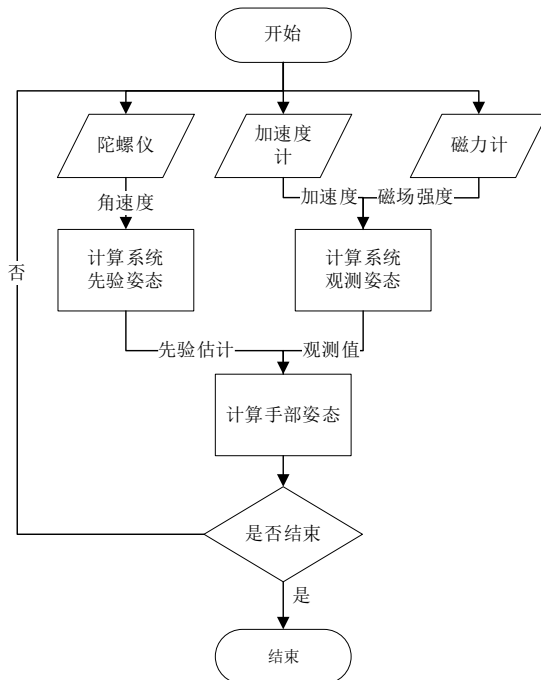 开始
陀螺仪
加速度
计
磁力计
角速度
加速度
磁场强度
计算系统
先验姿态
计算系统
观测姿态
否
先验估计
观测值
计算手部姿态
是否结束
是
结束